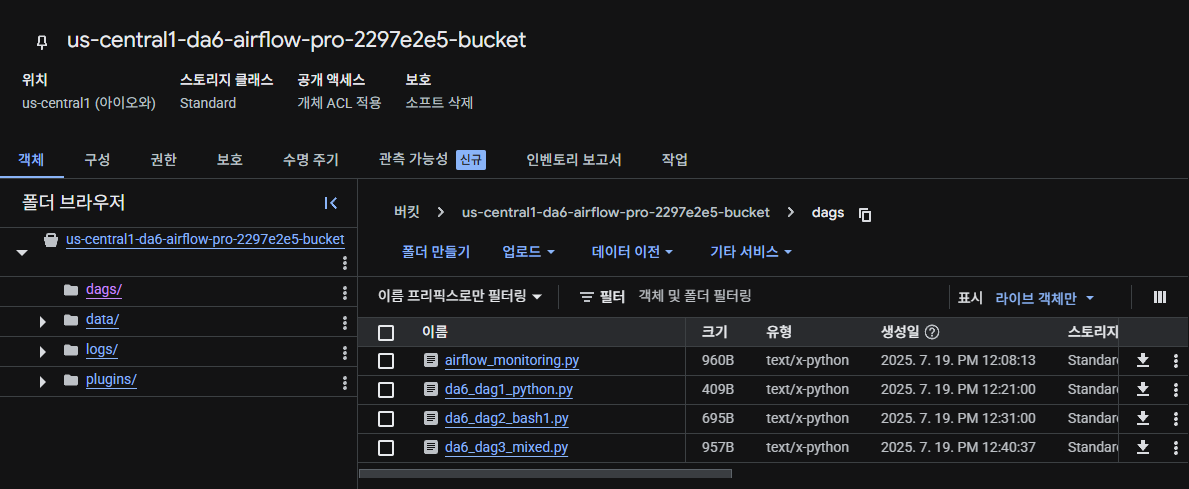 us-central1-da6-airflow-pro-2297e2e5-bucket
위치 스토리지 클래스 공개 액세스 보호
us-central1 (아이오와) Standard 개체 ACL 적용 소프트 삭제
객체 구성 권한 보호 수명 주기 관측 가능성 신규 인벤토리 보고서 작업
폴더 브라우저
us-central1-da6-airflow-pro-2297e2e5-bucket
dags/
data/
logs/
plugins/
버킷 us-central1-da6-airflow-pro-2297e2e5-bucket dags
폴더 만들기 업로드 데이터 이전 기타 서비스
이름 프리픽스로만 필터링 필터 객체 및 폴더 필터링 표시 라이브 객체만
이름 크기 유형 생성일 스토리지
airflow_monitoring.py 960B text/x-python 2025. 7. 19. PM 12:08:13 Standard
da6_dag1_python.py 409B text/x-python 2025. 7. 19. PM 12:21:00 Standard
da6_dag2_bash1.py 695B text/x-python 2025. 7. 19. PM 12:31:00 Standard
da6_dag3_mixed.py 957B text/x-python 2025. 7. 19. PM 12:40:37 Standard